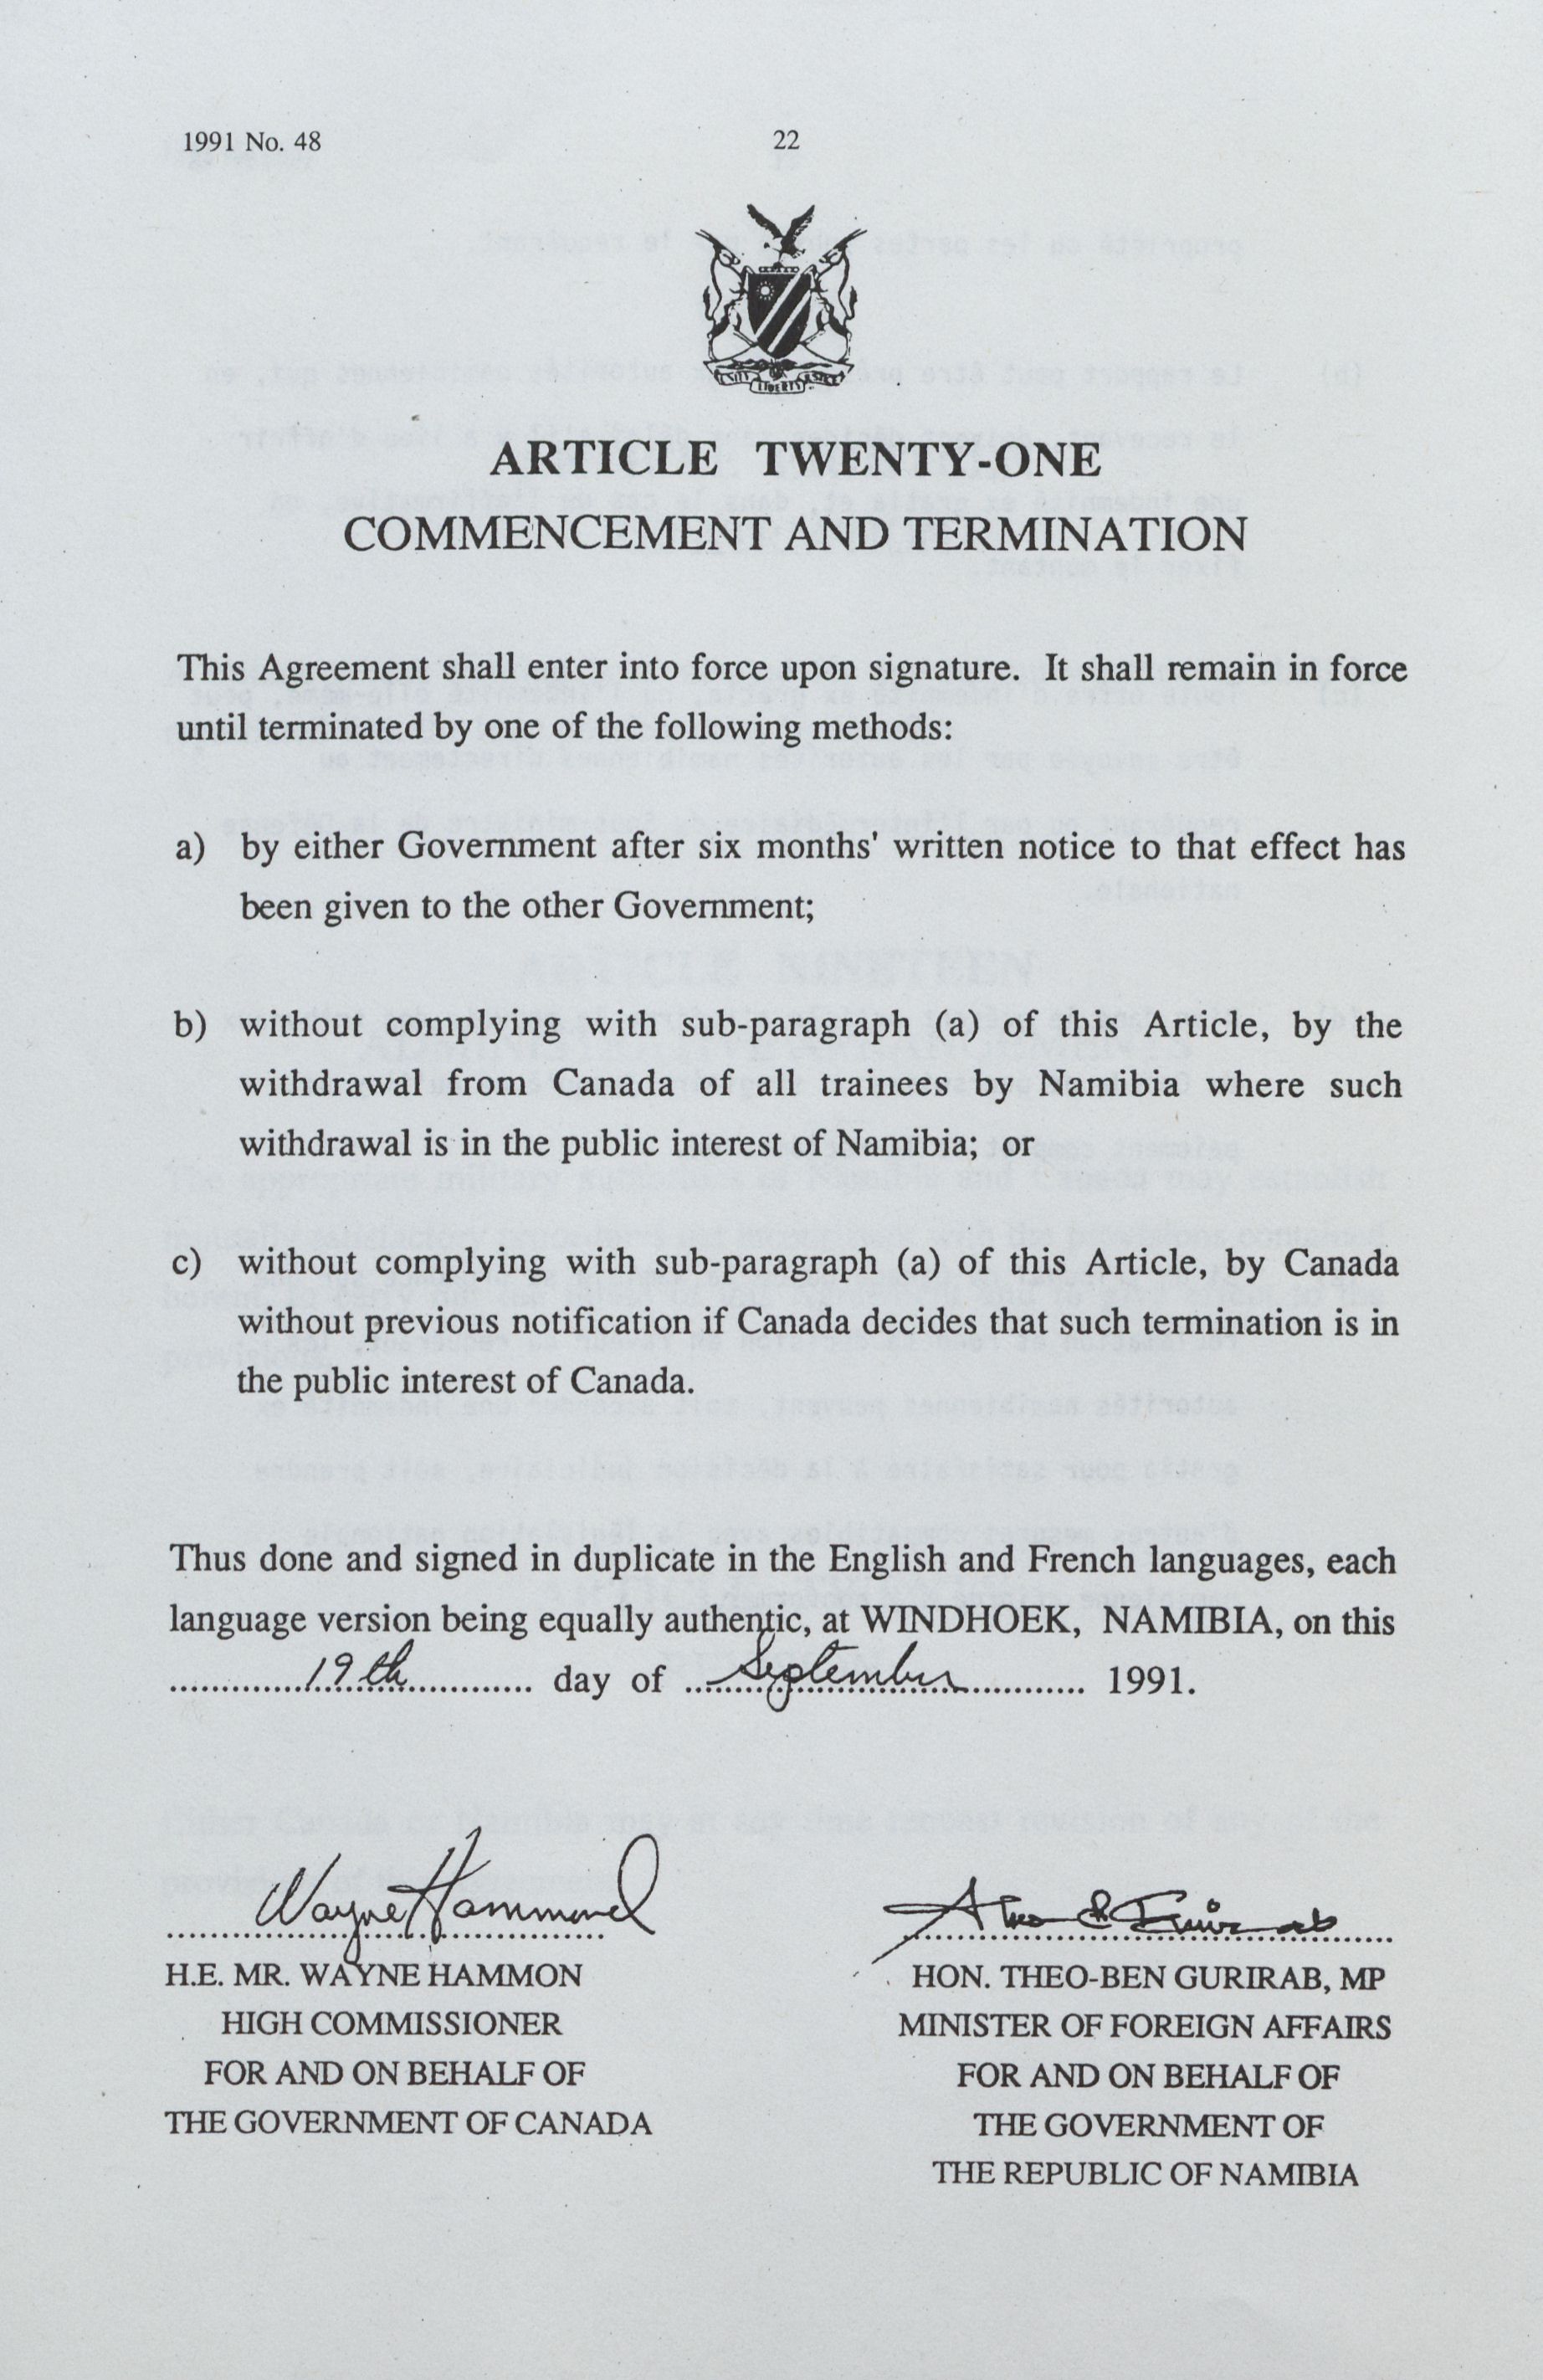 1991 No. 48
22
UNITY LIBERTY JUSTICE
ARTICLE TWENTY-ONE
COMMENCEMENT AND TERMINATION
This Agreement shall enter into force upon signature. It shall remain in force
until terminated by one of the following methods:
a) by either Government after six months' written notice to that effect has
been given to the other Government;
b) without complying with sub-paragraph (a) of this Article, by the
withdrawal from Canada of all trainees by Namibia where such
withdrawal is in the public interest of Namibia; or
c) without complying with sub-paragraph (a) of this Article, by Canada
without previous notification if Canada decides that such termination is in
the public interest of Canada.
Thus done and signed in duplicate in the English and French languages, each
language version being equally authentic, at WINDHOEK, NAMIBIA, on this
19th day of September 1991.
Wayne Hammond
H.E. MR. WAYNE HAMMON
HIGH COMMISSIONER
FOR AND ON BEHALF OF
THE GOVERNMENT OF CANADA
HON. THEO-BEN GURIRAB, MP
MINISTER OF FOREIGN AFFAIRS
FOR AND ON BEHALF OF
THE GOVERNMENT OF
THE REPUBLIC OF NAMIBIA